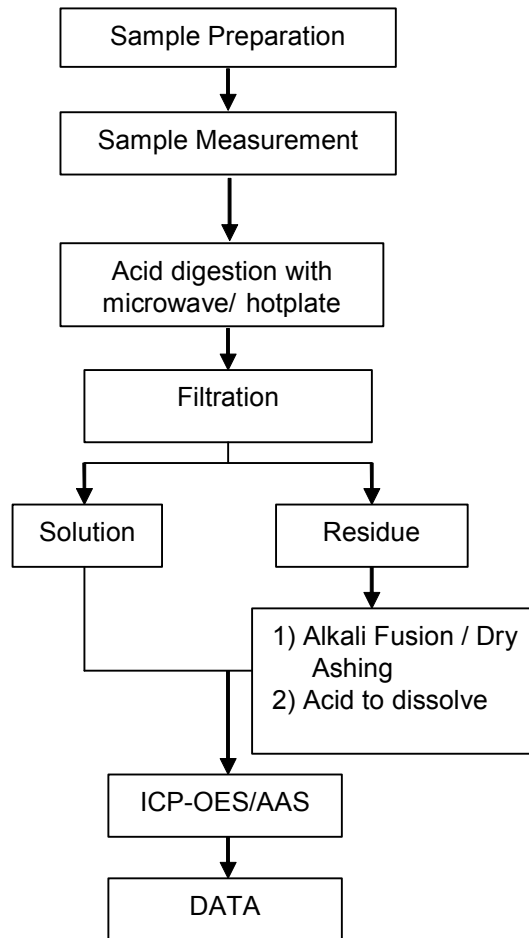 Sample Preparation
Sample Measurement
Acid digestion with
microwave/ hotplate
Filtration
Solution
Residue
1) Alkali Fusion / Dry
Ashing
2) Acid to dissolve
ICP-OES/AAS
DATA